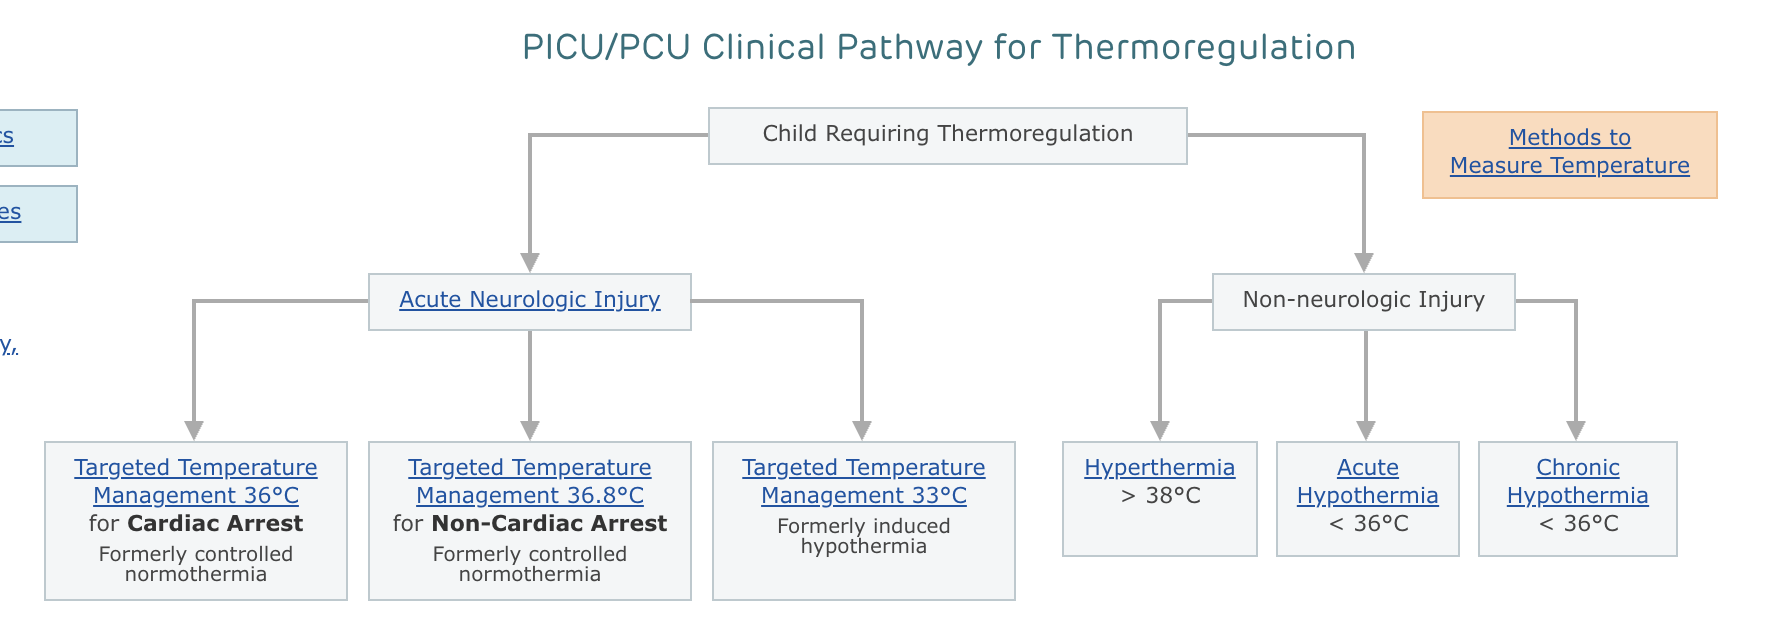 PICU/PCU Clinical Pathway for Thermoregulation
Child Requiring Thermoregulation
Methods to
Measure Temperature
Acute Neurologic Injury
Non-neurologic Injury
Targeted Temperature
Management 36°C
for Cardiac Arrest
Formerly controlled
normothermia
Targeted Temperature
Management 36.8°C
for Non-Cardiac Arrest
Formerly controlled
normothermia
Targeted Temperature
Management 33°C
Formerly induced
hypothermia
Hyperthermia
> 38°C
Acute
Hypothermia
< 36°C
Chronic
Hypothermia
< 36°C